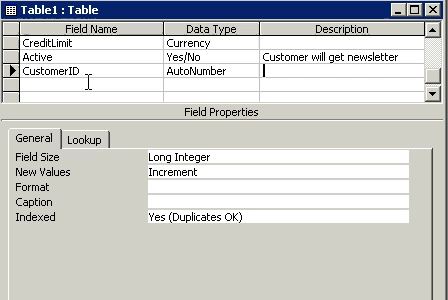 Table1 : Table
Field Name Data Type Description
CreditLimit Currency
Active Yes/No Customer will get newsletter
CustomerID AutoNumber
Field Properties
General Lookup
Field Size Long Integer
New Values Increment
Format
Caption
Indexed Yes (Duplicates OK)